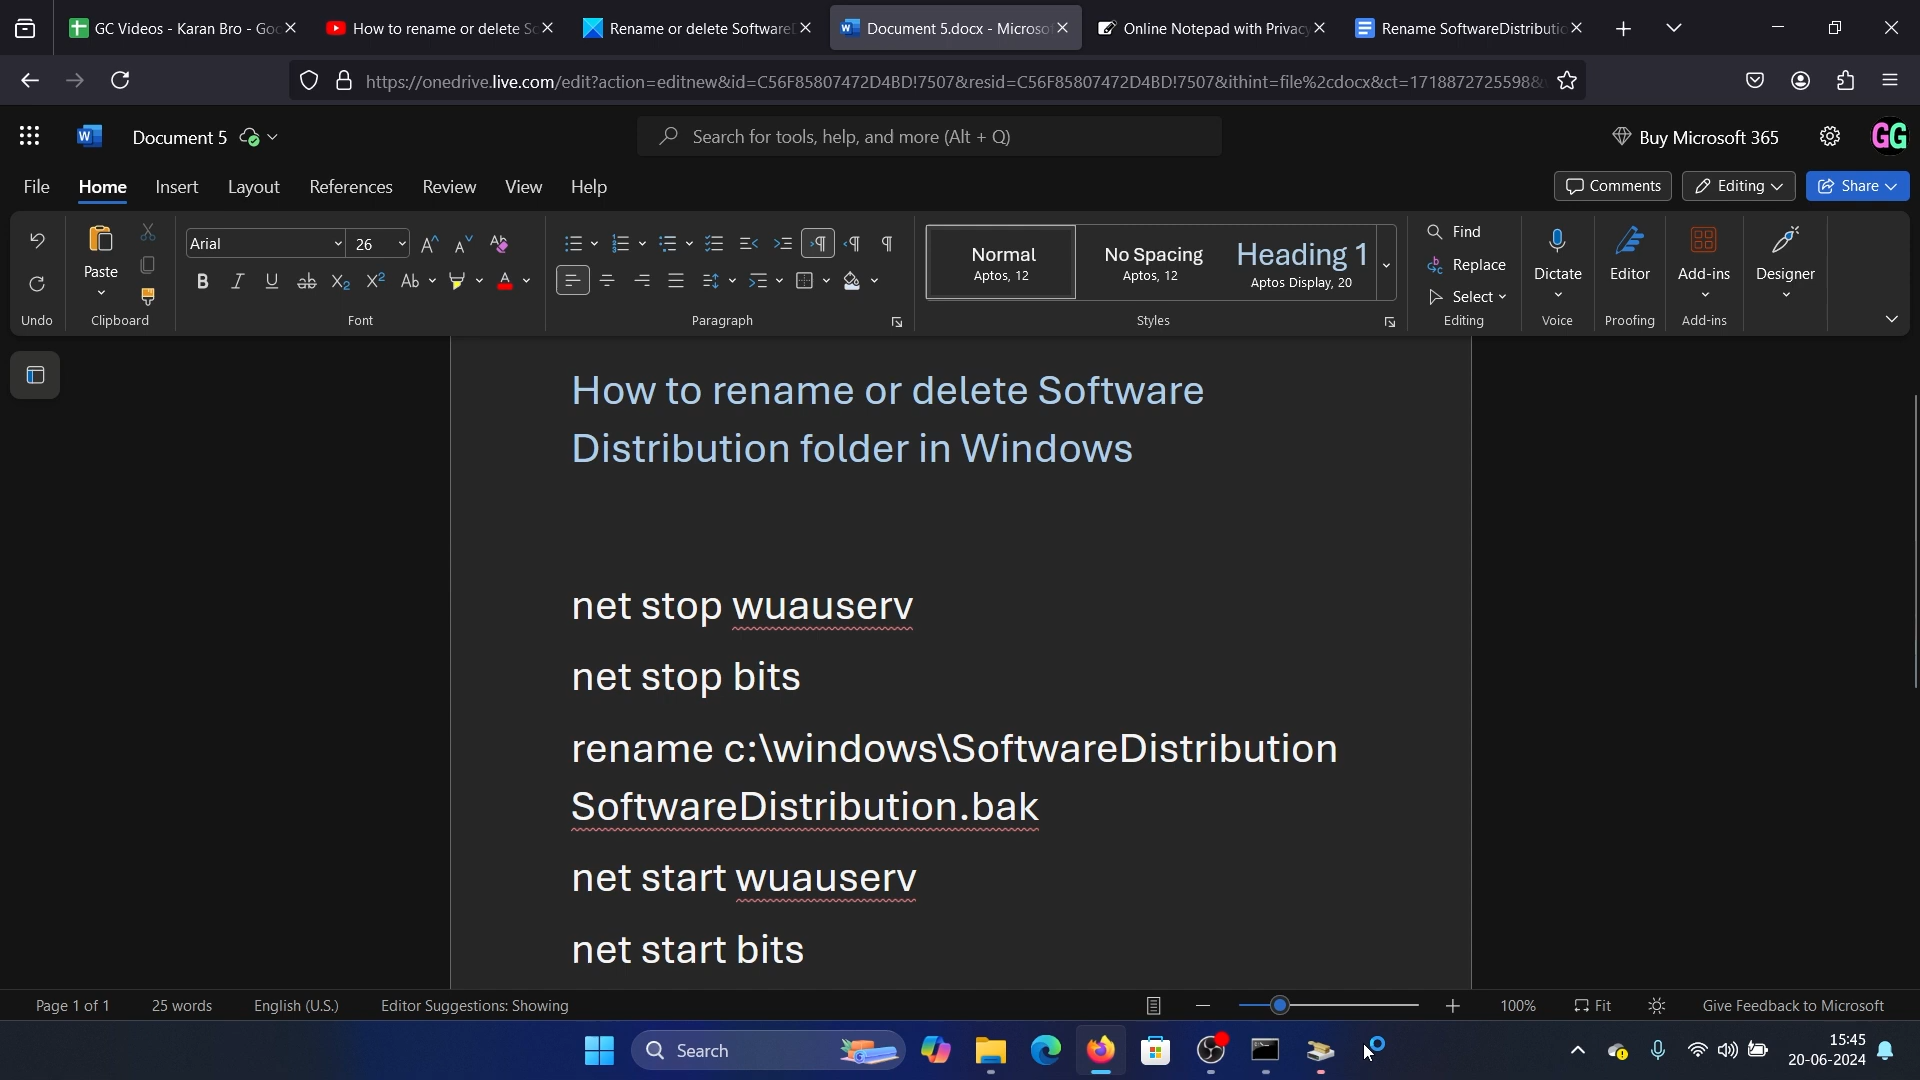 GC Videos - Karan Bro - Goo
How to rename or delete So
Rename or delete Software
Document 5.docx - Microso
Online Notepad with Privacy
Rename SoftwareDistributio
https://onedrive.live.com/edit?action=editnew&id=C56F85807472D4BD!7507&resid=C56F85807472D4BD!7507&ithint=file%2cdocx&ct=1718872725598&
Document 5
Search for tools, help, and more (Alt + Q)
Buy Microsoft 365
GG
File Home Insert Layout References Review View Help
Comments Editing Share
Arial 26
Normal
Aptos, 12
No Spacing
Aptos, 12
Heading 1
Aptos Display, 20
Find
Replace
Select
Paste
Dictate
Editor
Add-ins
Designer
Undo Clipboard Font Paragraph Styles Editing Voice Proofing Add-ins
How to rename or delete Software
Distribution folder in Windows
net stop wuauserv
net stop bits
rename c:\windows\SoftwareDistribution
SoftwareDistribution.bak
net start wuauserv
net start bits
Page 1 of 1 25 words English (U.S.) Editor Suggestions: Showing 100% Fit Give Feedback to Microsoft
Search
15:45
20-06-2024